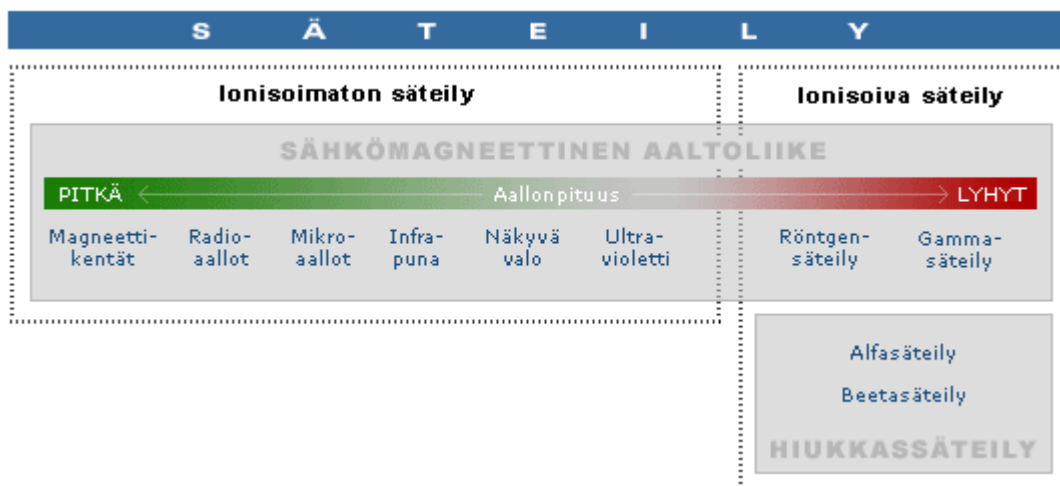 SÄTEILY
Ionisoimaton säteily
Ionisoiva säteily
SÄHKÖMAGNEETTINEN AALTOLIIKE
PITKÄ Aallonpituus LYHYT
Magneetti-
kentät
Radio-
aallot
Mikro-
aallot
Infra-
puna
Näkyvä
valo
Ultra-
violetti
Röntgen-
säteily
Gamma-
säteily
Alfasäteily
Beetasäteily
HIUKKASSÄTEILY